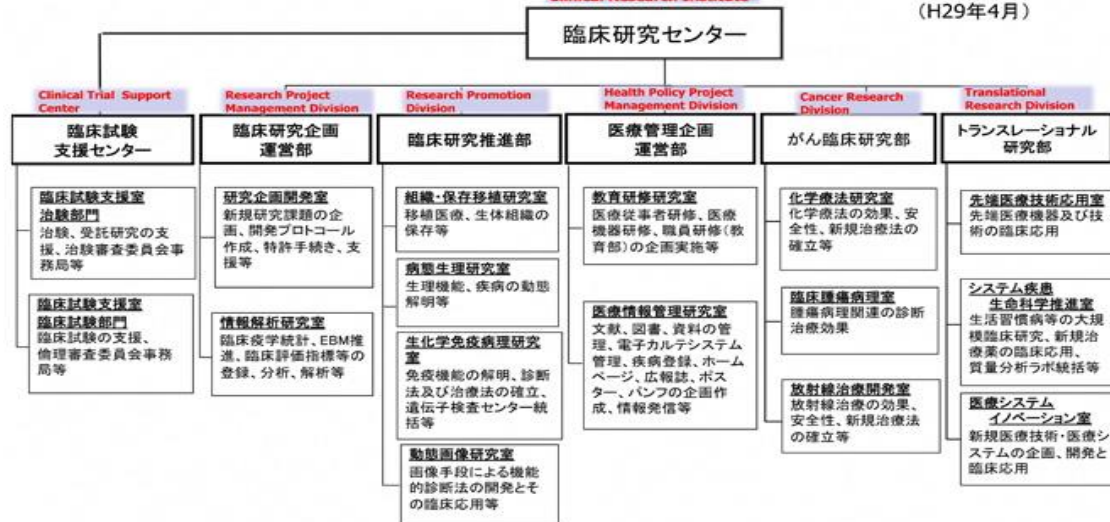 Clinical Research Institute
(H29年4月)
臨床研究センター
Clinical Trial Support
Center
臨床試験
支援センター
臨床試験支援室
治験部門
治験、受託研究の支
援、治験審査委員会事
務局等
臨床試験支援室
臨床試験部門
臨床試験の支援、
倫理審査委員会事務
局等
Research Project
Management Division
臨床研究企画
運営部
研究企画開発室
新規研究課題の企
画、開発プロトコール
作成、特許手続き、支
援等
情報解析研究室
臨床疫学統計、EBM推
進、臨床評価指標等の
登録、分析、解析等
Research Promotion
Division
臨床研究推進部
組織・保存移植研究室
移植医療、生体組織の
保存等
病態生理研究室
生理機能、疾病の動態
解明等
生化学免疫病理研究
室
免疫機能の解明、診断
法及び治療法の確立、
遺伝子検査センター統
括等
動態画像研究室
画像手段による機能
的診断法の開発とそ
の臨床応用等
Health Policy Project
Management Division
医療管理企画
運営部
教育研修研究室
医療従事者研修、医療
機器研修、職員研修(教
育部)の企画実施等
医療情報管理研究室
文献、図書、資料の管
理、電子カルテシステム
管理、疾病登録、ホーム
ページ、広報誌、ポス
ター、パンフの企画作
成、情報発信等
Cancer Research
Division
がん臨床研究部
化学療法研究室
化学療法の効果、安
全性、新規治療法の
確立等
臨床腫瘍病理室
腫瘍病理関連の診断
治療効果
放射線治療開発室
放射線治療の効果、
安全性、新規治療法
の確立等
Translational
Research Division
トランスレーショナル
研究部
先端医療技術応用室
先端医療機器及び技
術の臨床応用
システム疾患
生命科学推進室
生活習慣病等の大規
模臨床研究、新規治
療薬の臨床応用、
質量分析ラボ統括等
医療システム
イノベーション室
新規医療技術・医療シ
ステムの企画、開発と
臨床応用